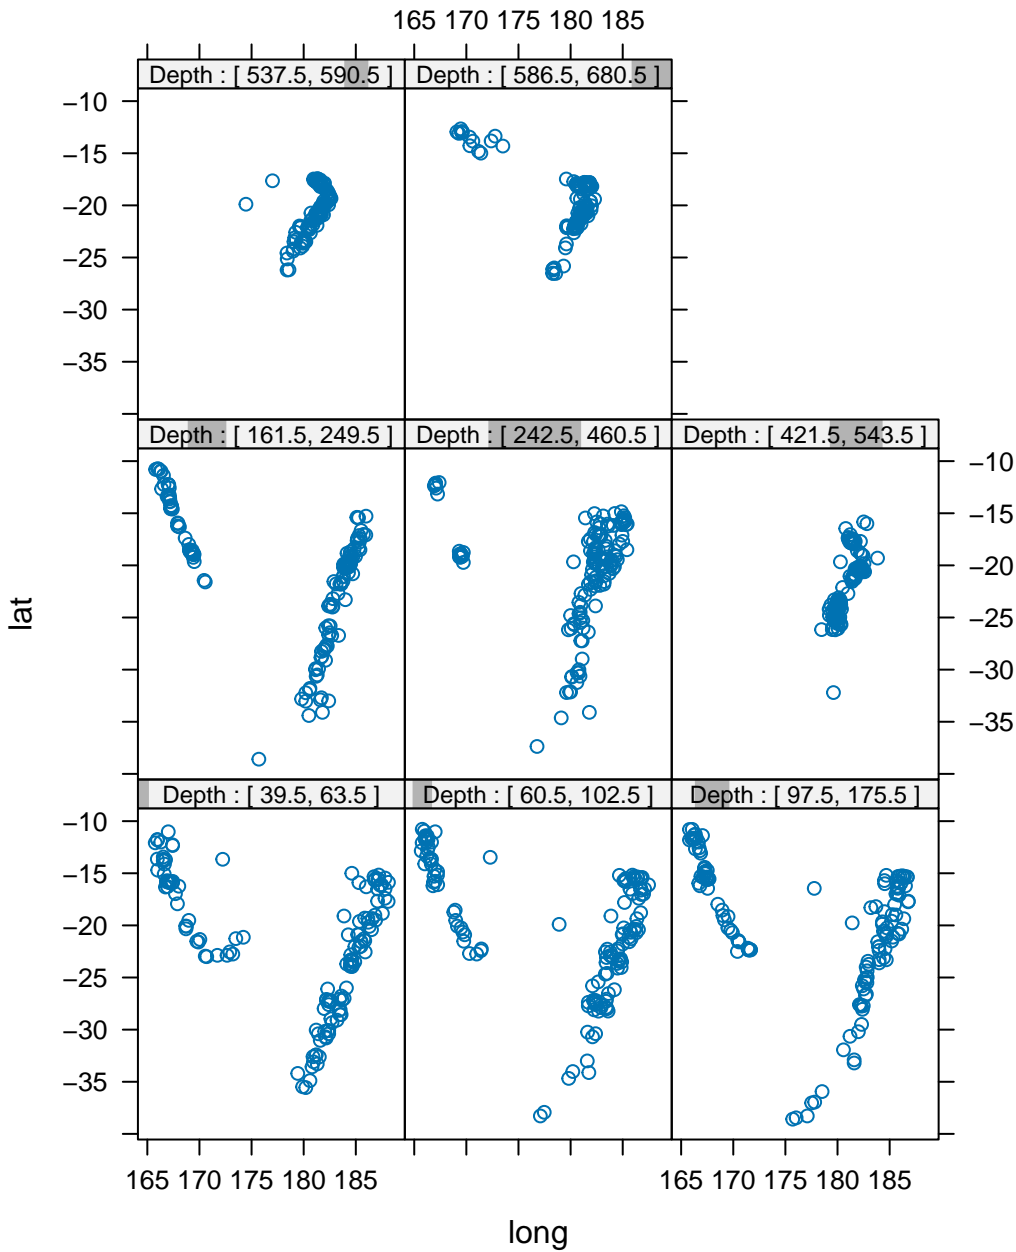 165 170 175 180 185
Depth : [ 537.5, 590.5 ] Depth : [ 586.5, 680.5 ]
−10
−15
−20
−25
−30
−35
Depth : [ 161.5, 249.5 ] Depth : [ 242.5, 460.5 ] Depth : [ 421.5, 543.5 ]
−10
−15
−20
−25
−30
−35
lat
Depth : [ 39.5, 63.5 ] Depth : [ 60.5, 102.5 ] Depth : [ 97.5, 175.5 ]
−10
−15
−20
−25
−30
−35
165 170 175 180 185 165 170 175 180 185
long